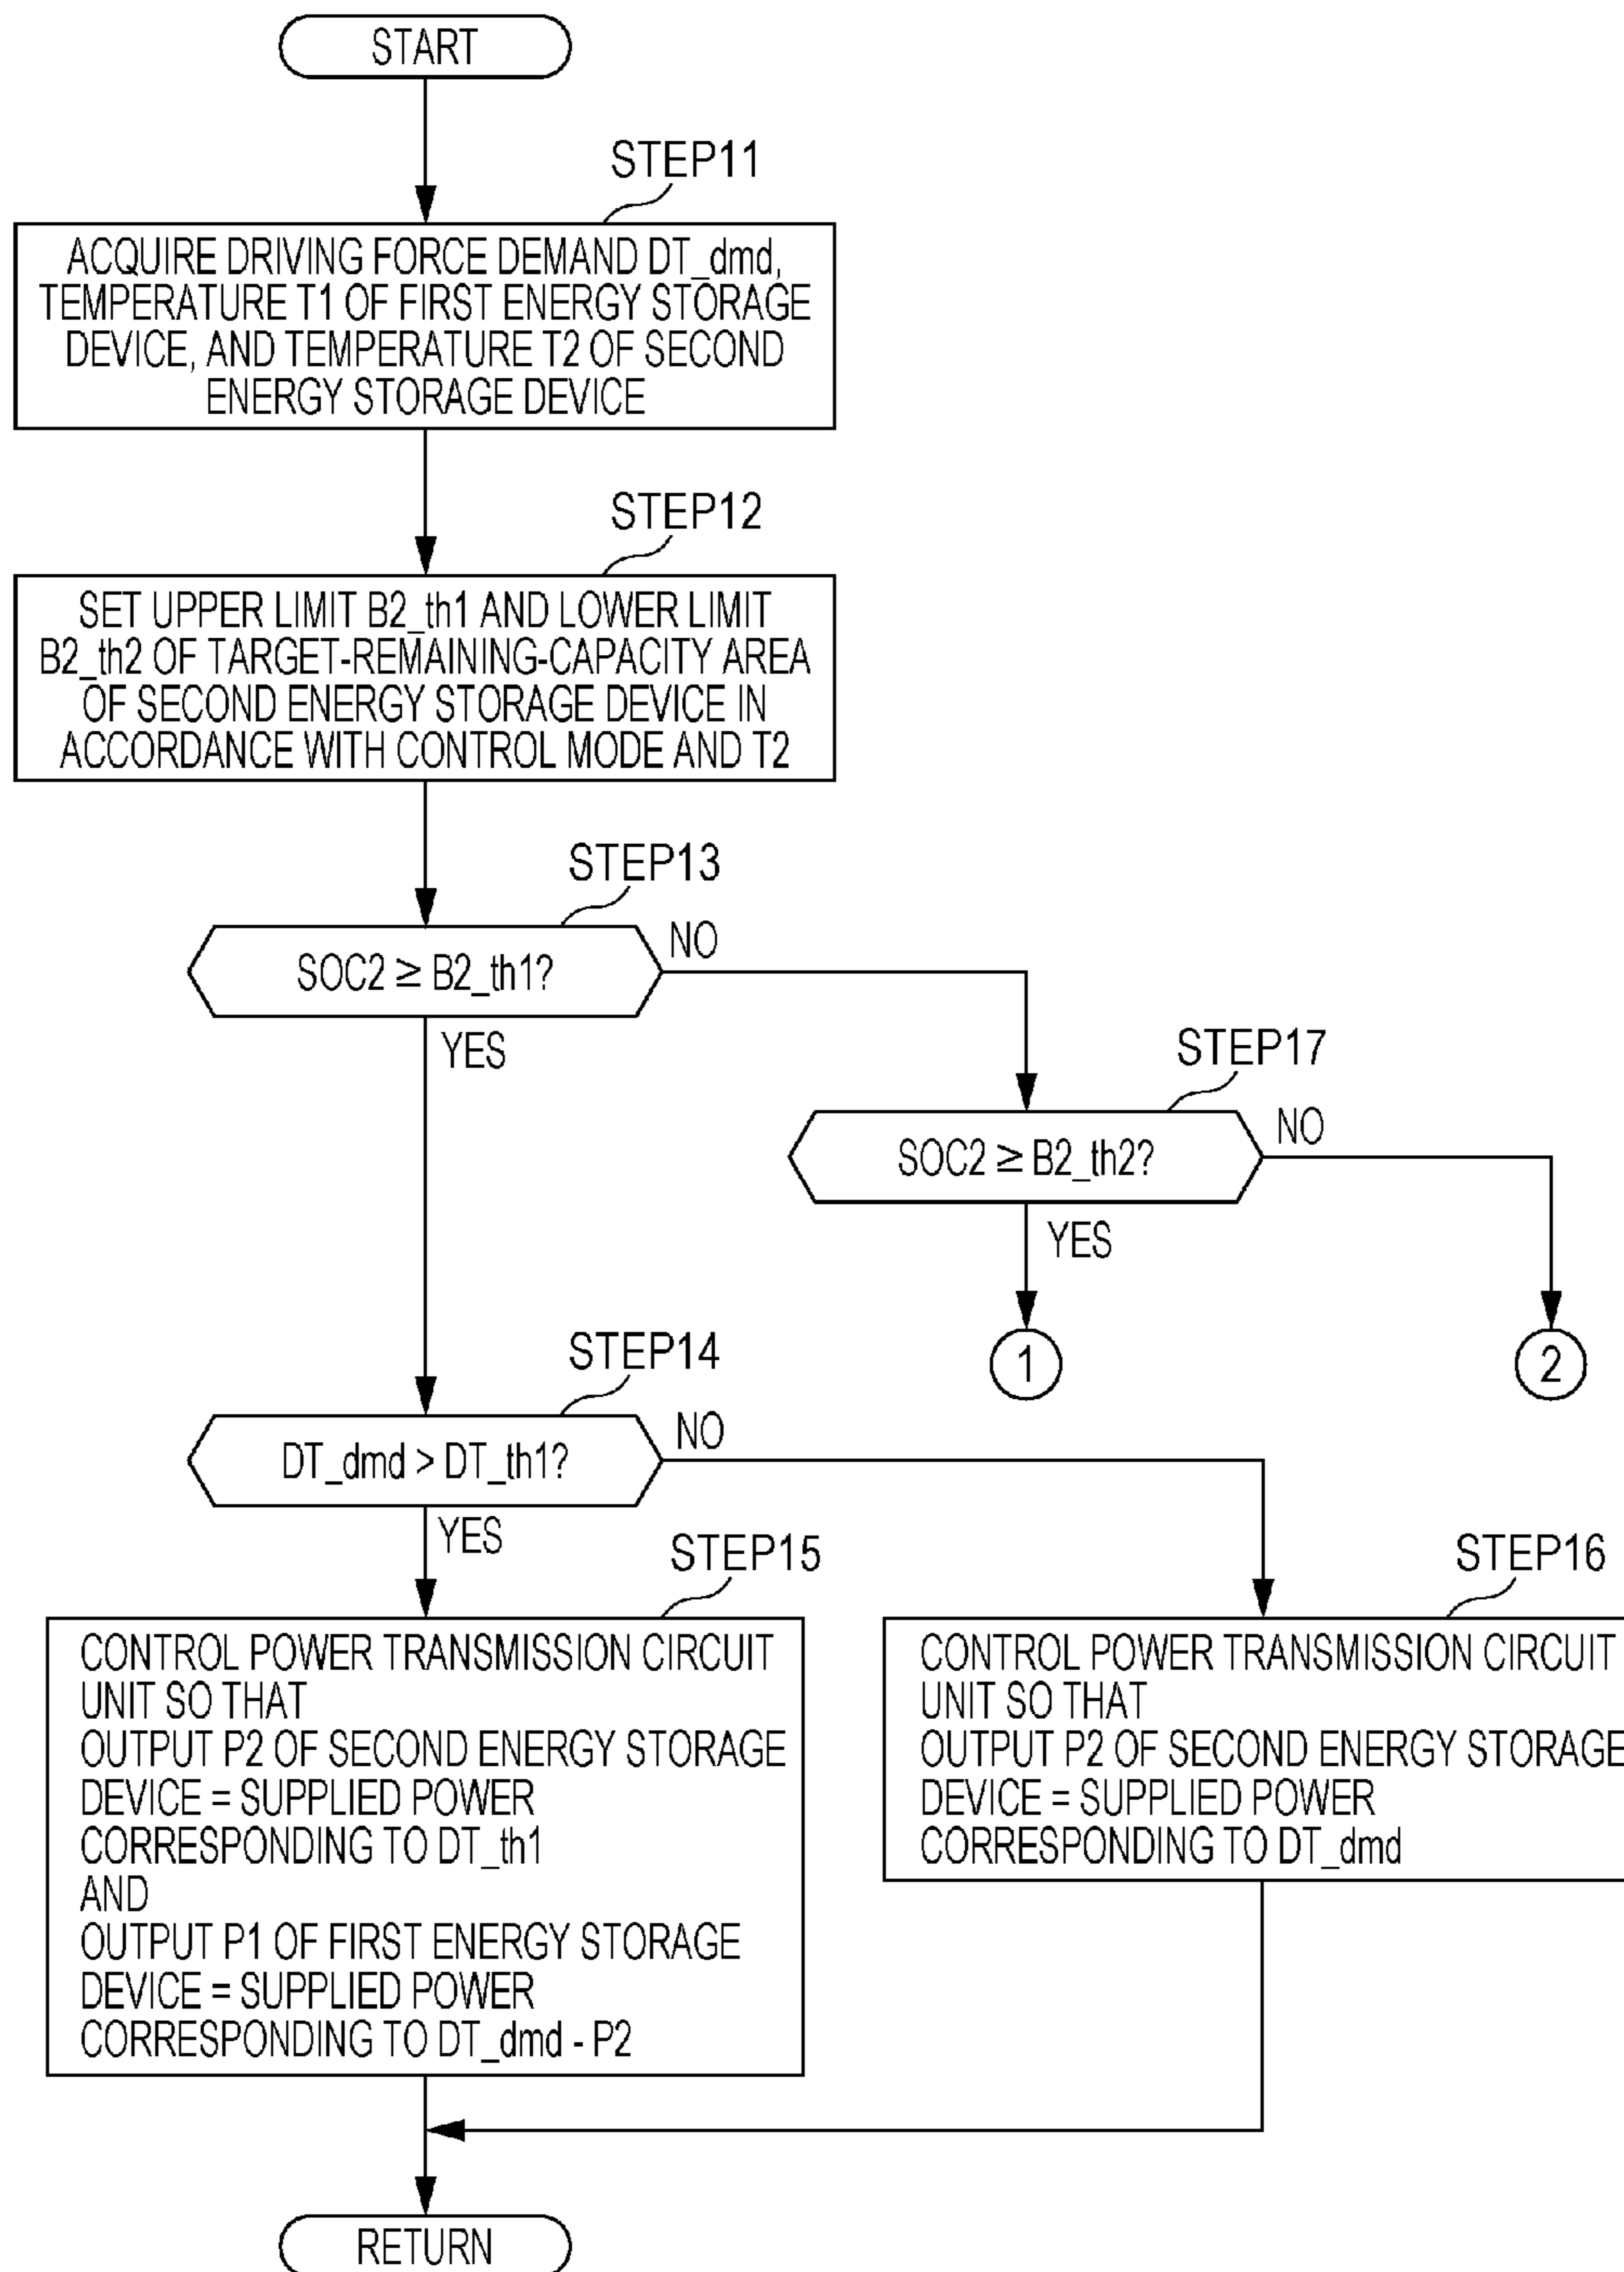 START
STEP11
ACQUIRE DRIVING FORCE DEMAND DT_dmd,
TEMPERATURE T1 OF FIRST ENERGY STORAGE
DEVICE, AND TEMPERATURE T2 OF SECOND
ENERGY STORAGE DEVICE
STEP12
SET UPPER LIMIT B2_th1 AND LOWER LIMIT
B2_th2 OF TARGET-REMAINING-CAPACITY AREA
OF SECOND ENERGY STORAGE DEVICE IN
ACCORDANCE WITH CONTROL MODE AND T2
STEP13
SOC2 ≥ B2_th1?
NO
YES
STEP17
SOC2 ≥ B2_th2?
NO
YES
1
2
STEP14
DT_dmd > DT_th1?
NO
YES
STEP15
CONTROL POWER TRANSMISSION CIRCUIT
UNIT SO THAT
OUTPUT P2 OF SECOND ENERGY STORAGE
DEVICE = SUPPLIED POWER
CORRESPONDING TO DT_th1
AND
OUTPUT P1 OF FIRST ENERGY STORAGE
DEVICE = SUPPLIED POWER
CORRESPONDING TO DT_dmd - P2
STEP16
CONTROL POWER TRANSMISSION CIRCUIT
UNIT SO THAT
OUTPUT P2 OF SECOND ENERGY STORAGE
DEVICE = SUPPLIED POWER
CORRESPONDING TO DT_dmd
RETURN